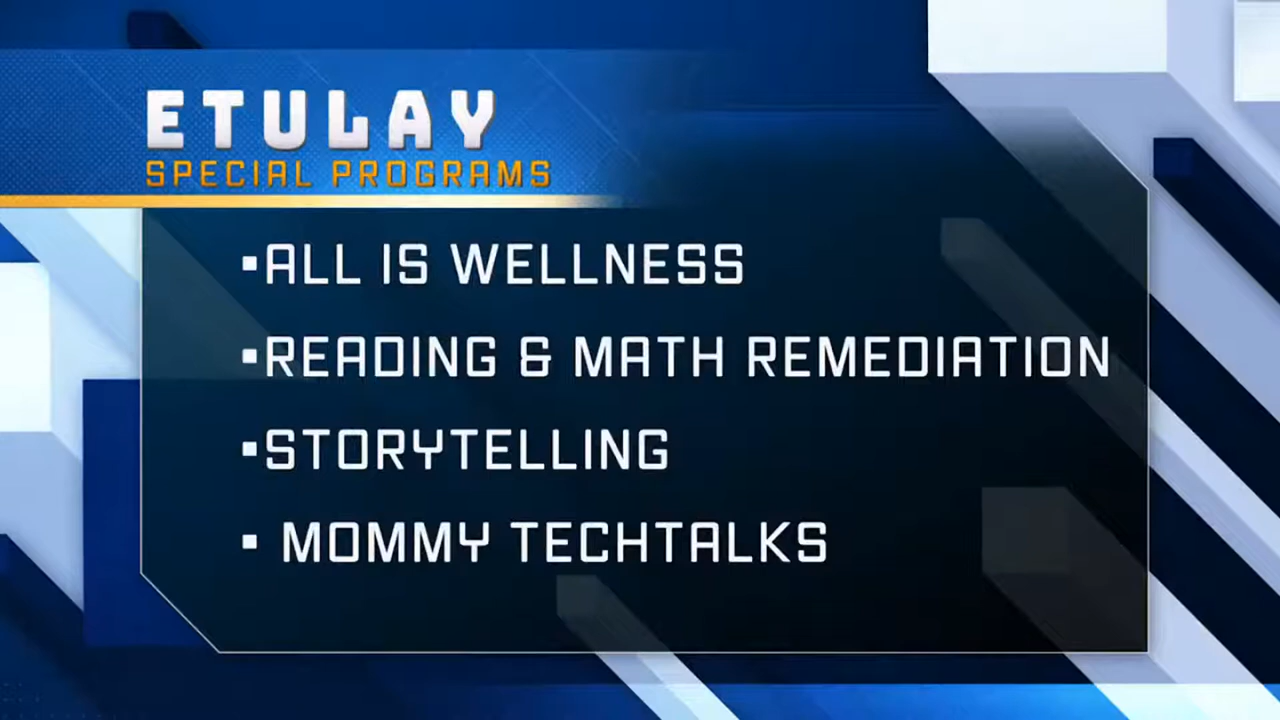 ETULAY
SPECIAL PROGRAMS
▪ALL IS WELLNESS
▪READING & MATH REMEDIATION
▪STORYTELLING
▪ MOMMY TECHTALKS